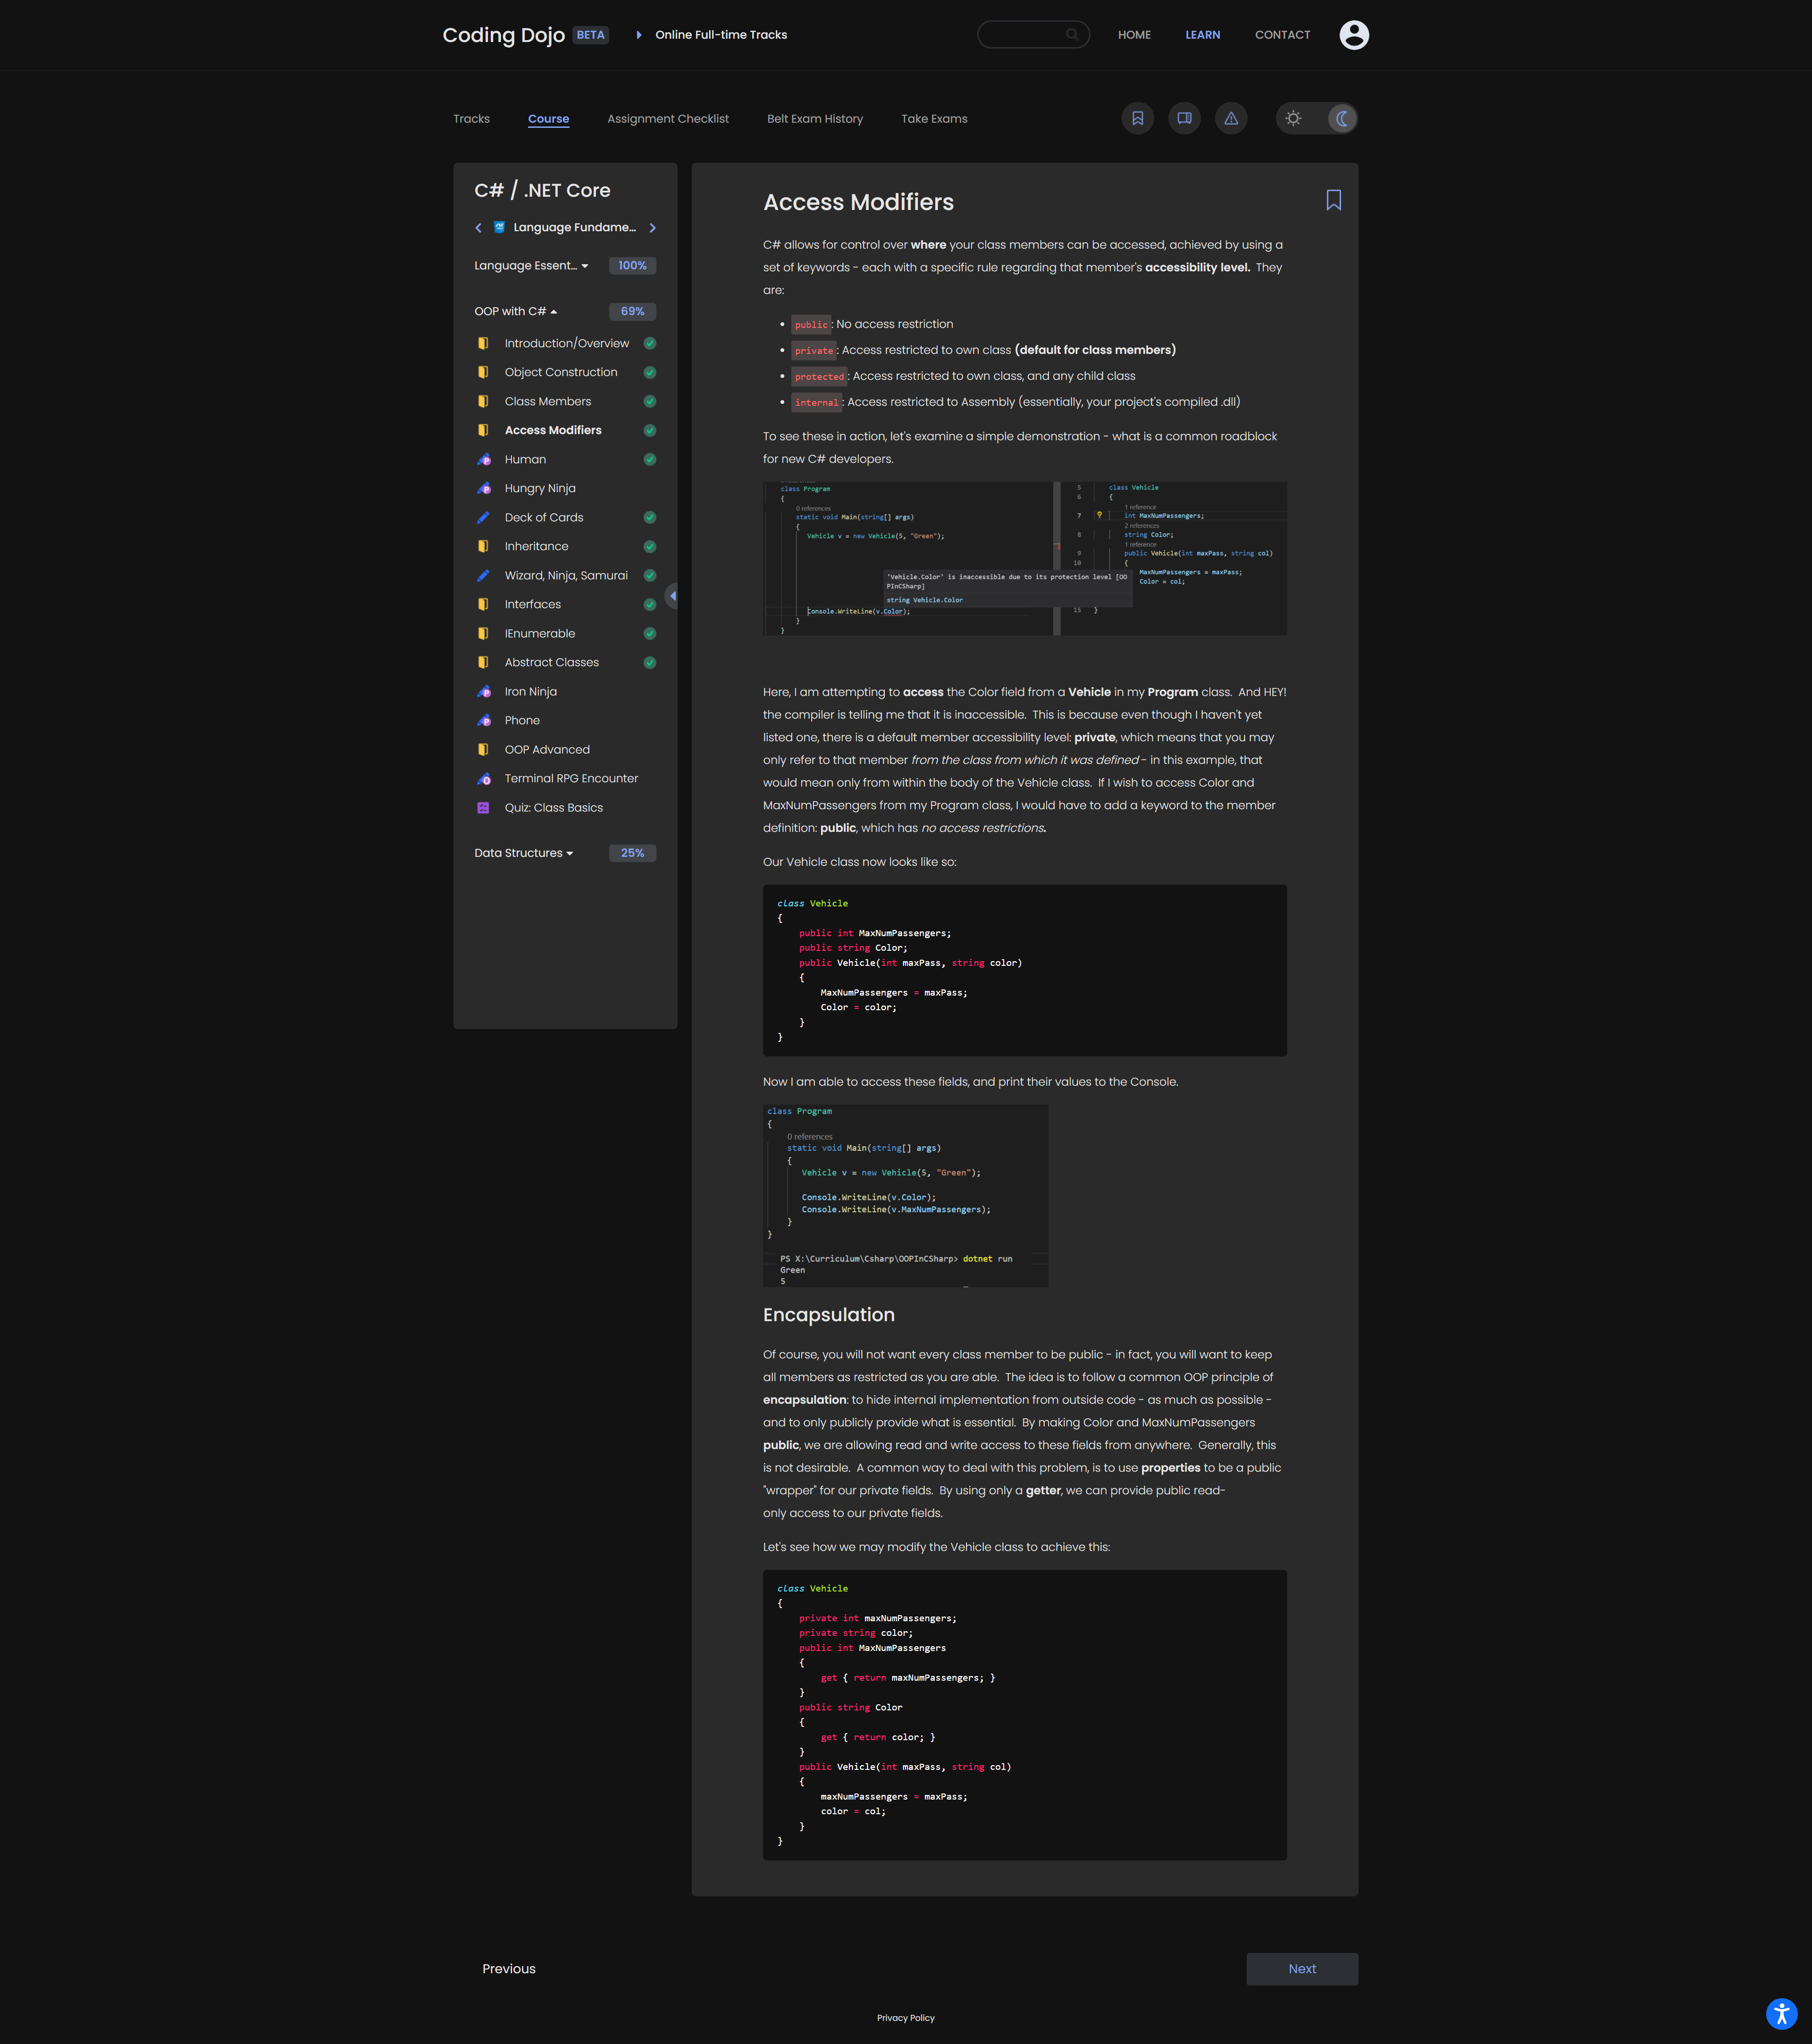 Coding Dojo BETA Online Full-time Tracks HOME LEARN CONTACT
Tracks Course Assignment Checklist Belt Exam History Take Exams
C# / .NET Core
Language Fundame...
Language Essent... 100%
OOP with C# 69%
Introduction/Overview
Object Construction
Class Members
Access Modifiers
Human
Hungry Ninja
Deck of Cards
Inheritance
Wizard, Ninja, Samurai
Interfaces
IEnumerable
Abstract Classes
Iron Ninja
Phone
OOP Advanced
Terminal RPG Encounter
Quiz: Class Basics
Data Structures 25%
Access Modifiers
C# allows for control over where your class members can be accessed, achieved by using a
set of keywords - each with a specific rule regarding that member's accessibility level. They
are:
• public: No access restriction
• private: Access restricted to own class (default for class members)
• protected: Access restricted to own class, and any child class
• internal: Access restricted to Assembly (essentially, your project's compiled .dll)
To see these in action, let's examine a simple demonstration - what is a common roadblock
for new C# developers.
class Program
{
0 references
static void Main(string[] args)
{
Vehicle v = new Vehicle(5, "Green");
'Vehicle.Color' is inaccessible due to its protection level [OO
PInCSharp]
string Vehicle.Color
Console.WriteLine(v.Color);
}
}
5 class Vehicle
6 {
1 reference
7 int MaxNumPassengers;
2 references
8 string Color;
1 reference
9 public Vehicle(int maxPass, string col)
10 {
MaxNumPassengers = maxPass;
Color = col;
15 }
Here, I am attempting to access the Color field from a Vehicle in my Program class. And HEY!
the compiler is telling me that it is inaccessible. This is because even though I haven't yet
listed one, there is a default member accessibility level: private, which means that you may
only refer to that member from the class from which it was defined - in this example, that
would mean only from within the body of the Vehicle class. If I wish to access Color and
MaxNumPassengers from my Program class, I would have to add a keyword to the member
definition: public, which has no access restrictions.
Our Vehicle class now looks like so:
class Vehicle
{
public int MaxNumPassengers;
public string Color;
public Vehicle(int maxPass, string color)
{
MaxNumPassengers = maxPass;
Color = color;
}
}
Now I am able to access these fields, and print their values to the Console.
class Program
{
0 references
static void Main(string[] args)
{
Vehicle v = new Vehicle(5, "Green");
Console.WriteLine(v.Color);
Console.WriteLine(v.MaxNumPassengers);
}
}
PS X:\Curriculum\Csharp\OOPInCSharp> dotnet run
Green
5
Encapsulation
Of course, you will not want every class member to be public - in fact, you will want to keep
all members as restricted as you are able. The idea is to follow a common OOP principle of
encapsulation: to hide internal implementation from outside code - as much as possible -
and to only publicly provide what is essential. By making Color and MaxNumPassengers
public, we are allowing read and write access to these fields from anywhere. Generally, this
is not desirable. A common way to deal with this problem, is to use properties to be a public
"wrapper" for our private fields. By using only a getter, we can provide public read-
only access to our private fields.
Let's see how we may modify the Vehicle class to achieve this:
class Vehicle
{
private int maxNumPassengers;
private string color;
public int MaxNumPassengers
{
get { return maxNumPassengers; }
}
public string Color
{
get { return color; }
}
public Vehicle(int maxPass, string col)
{
maxNumPassengers = maxPass;
color = col;
}
}
Previous Next
Privacy Policy